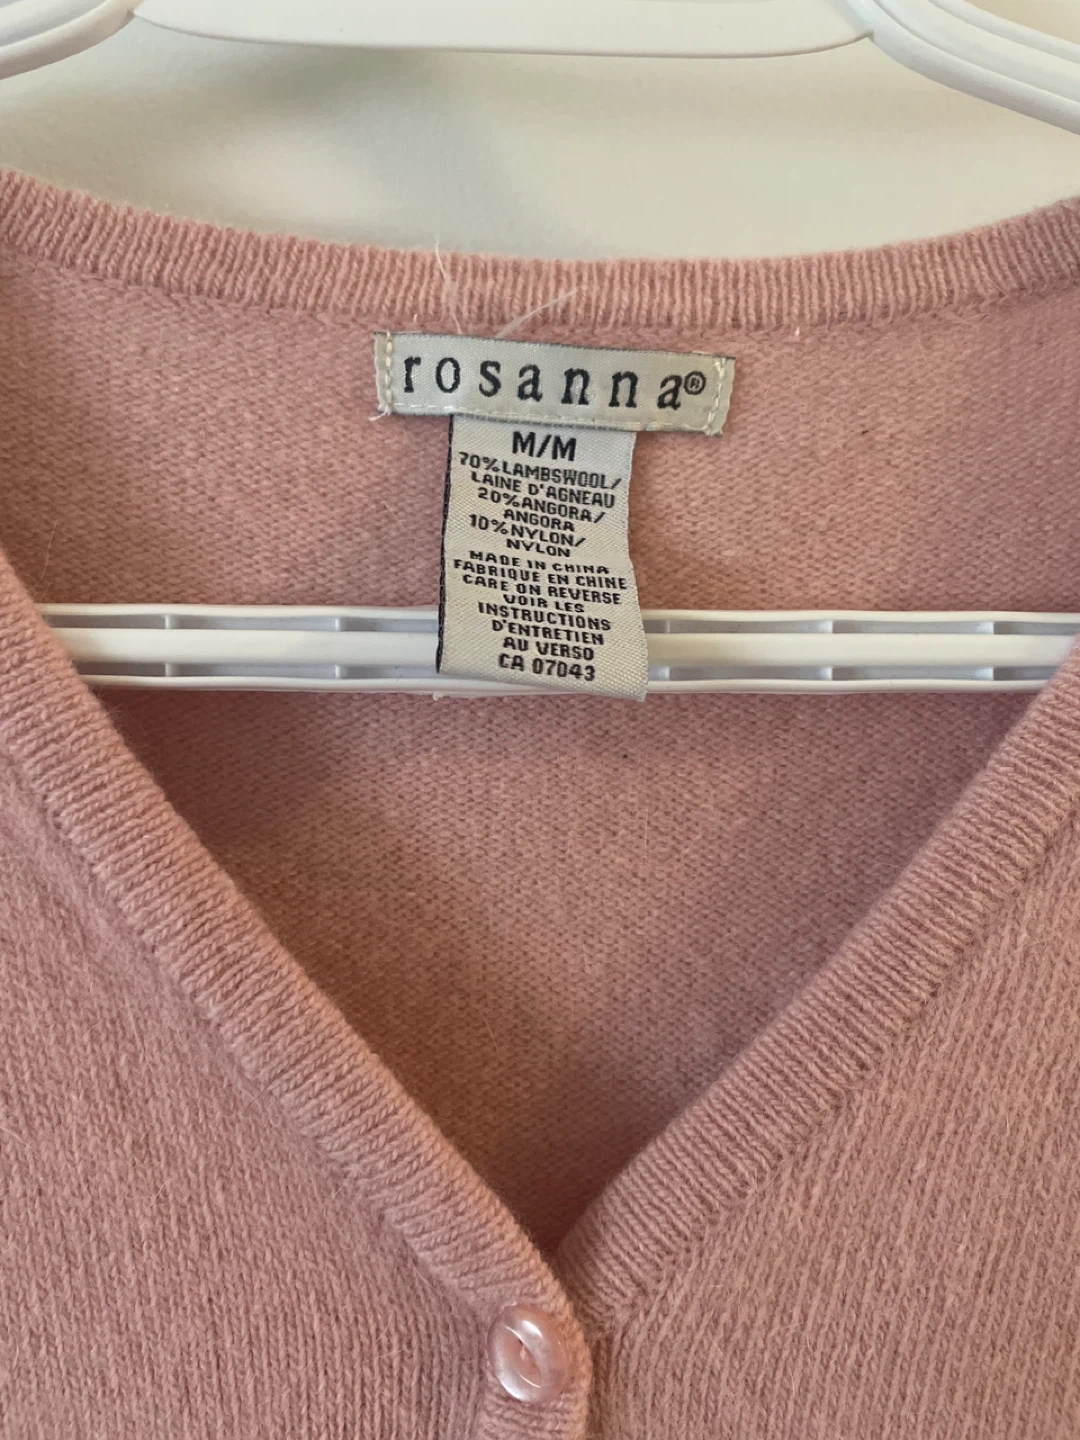 rosanna®
M/M
70%LAMBSWOOL/
LAINE D'AGNEAU
20%ANGORA/
ANGORA
10%NYLON/
NYLON
MADE IN CHINA
FABRIQUE EN CHINE
CARE ON REVERSE
VOIR LES
INSTRUCTIONS
D'ENTRETIEN
AU VERSO
CA 07043